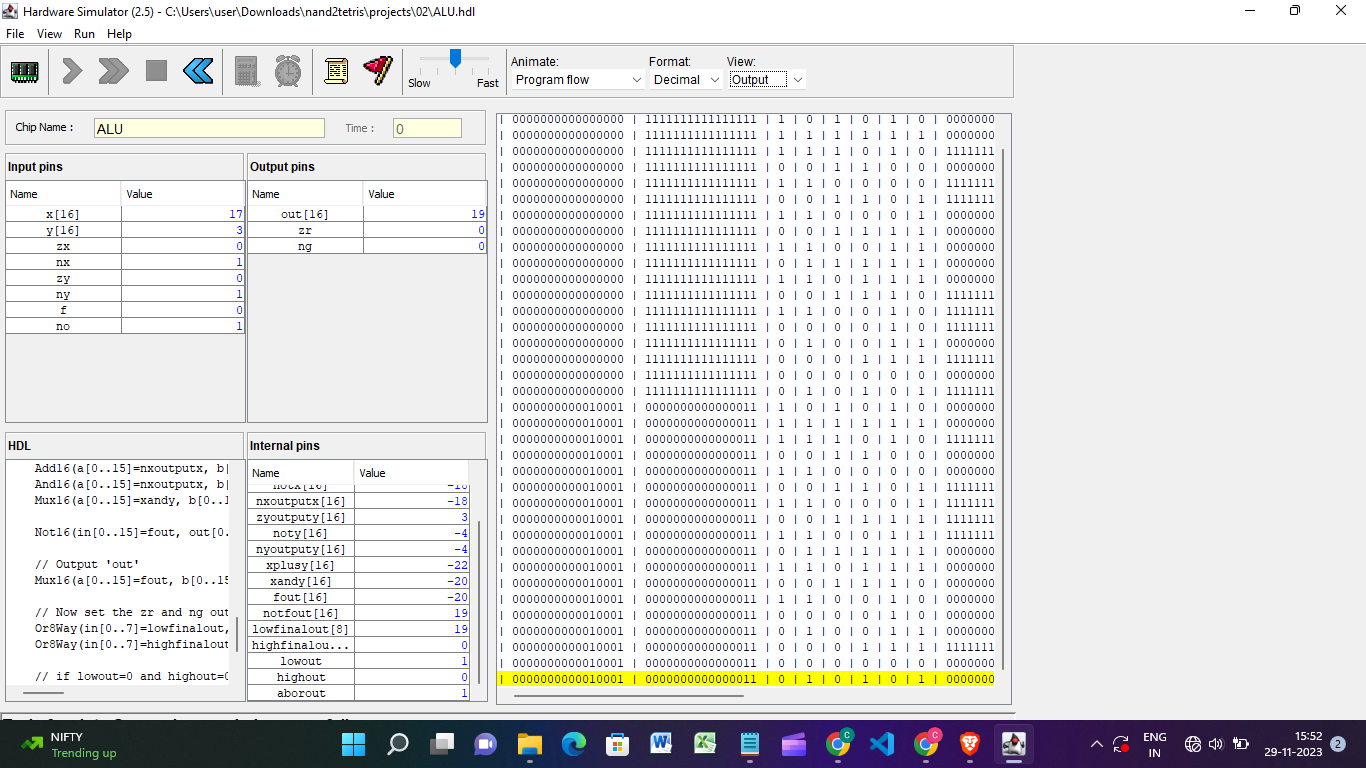 Hardware Simulator (2.5) - C:\Users\user\Downloads\nand2tetris\projects\02\ALU.hdl
File View Run Help
Slow Fast
Animate: Format: View:
Program flow Decimal Output
Chip Name : ALU Time : 0
Input pins
Name Value
x[16] 17
y[16] 3
zx 0
nx 1
zy 0
ny 1
f 0
no 1
Output pins
Name Value
out[16] 19
zr 0
ng 0
HDL
Add16(a[0..15]=nxoutputx, b[
And16(a[0..15]=nxoutputx, b[
Mux16(a[0..15]=xandy, b[0..1
Not16(in[0..15]=fout, out[0.
// Output 'out'
Mux16(a[0..15]=fout, b[0..15
// Now set the zr and ng out
Or8Way(in[0..7]=lowfinalout,
Or8Way(in[0..7]=highfinalout
// if lowout=0 and highout=0
Internal pins
Name Value
notx[16] -18
nxoutputx[16] -18
zyoutputy[16] 3
noty[16] -4
nyoutputy[16] -4
xplusy[16] -22
xandy[16] -20
fout[16] -20
notfout[16] 19
lowfinalout[8] 19
highfinalou... 0
lowout 1
highout 0
aborout 1
| 0000000000000000 | 1111111111111111 | 1 | 0 | 1 | 0 | 1 | 0 | 0000000
| 0000000000000000 | 1111111111111111 | 1 | 1 | 1 | 1 | 1 | 1 | 0000000
| 0000000000000000 | 1111111111111111 | 1 | 1 | 1 | 0 | 1 | 0 | 1111111
| 0000000000000000 | 1111111111111111 | 0 | 0 | 1 | 1 | 0 | 0 | 0000000
| 0000000000000000 | 1111111111111111 | 1 | 1 | 0 | 0 | 0 | 0 | 1111111
| 0000000000000000 | 1111111111111111 | 0 | 0 | 1 | 1 | 0 | 1 | 1111111
| 0000000000000000 | 1111111111111111 | 1 | 1 | 0 | 0 | 0 | 1 | 0000000
| 0000000000000000 | 1111111111111111 | 0 | 0 | 1 | 1 | 1 | 1 | 0000000
| 0000000000000000 | 1111111111111111 | 1 | 1 | 0 | 0 | 1 | 1 | 0000000
| 0000000000000000 | 1111111111111111 | 0 | 1 | 1 | 1 | 1 | 1 | 0000000
| 0000000000000000 | 1111111111111111 | 1 | 1 | 0 | 1 | 1 | 1 | 0000000
| 0000000000000000 | 1111111111111111 | 0 | 0 | 1 | 1 | 1 | 0 | 1111111
| 0000000000000000 | 1111111111111111 | 1 | 1 | 0 | 0 | 1 | 0 | 1111111
| 0000000000000000 | 1111111111111111 | 0 | 0 | 0 | 0 | 1 | 0 | 1111111
| 0000000000000000 | 1111111111111111 | 0 | 1 | 0 | 0 | 1 | 1 | 0000000
| 0000000000000000 | 1111111111111111 | 0 | 0 | 0 | 1 | 1 | 1 | 1111111
| 0000000000000000 | 1111111111111111 | 0 | 0 | 0 | 0 | 0 | 0 | 0000000
| 0000000000000000 | 1111111111111111 | 0 | 1 | 0 | 1 | 0 | 1 | 1111111
| 0000000000010001 | 0000000000000011 | 1 | 0 | 1 | 0 | 1 | 0 | 0000000
| 0000000000010001 | 0000000000000011 | 1 | 1 | 1 | 1 | 1 | 1 | 0000000
| 0000000000010001 | 0000000000000011 | 1 | 1 | 1 | 0 | 1 | 0 | 1111111
| 0000000000010001 | 0000000000000011 | 0 | 0 | 1 | 1 | 0 | 0 | 0000000
| 0000000000010001 | 0000000000000011 | 1 | 1 | 0 | 0 | 0 | 0 | 0000000
| 0000000000010001 | 0000000000000011 | 0 | 0 | 1 | 1 | 0 | 1 | 1111111
| 0000000000010001 | 0000000000000011 | 1 | 1 | 0 | 0 | 0 | 1 | 1111111
| 0000000000010001 | 0000000000000011 | 0 | 0 | 1 | 1 | 1 | 1 | 1111111
| 0000000000010001 | 0000000000000011 | 1 | 1 | 0 | 0 | 1 | 1 | 1111111
| 0000000000010001 | 0000000000000011 | 0 | 1 | 1 | 1 | 1 | 1 | 0000000
| 0000000000010001 | 0000000000000011 | 1 | 1 | 0 | 1 | 1 | 1 | 0000000
| 0000000000010001 | 0000000000000011 | 0 | 0 | 1 | 1 | 1 | 0 | 0000000
| 0000000000010001 | 0000000000000011 | 1 | 1 | 0 | 0 | 1 | 0 | 0000000
| 0000000000010001 | 0000000000000011 | 0 | 0 | 0 | 0 | 1 | 0 | 0000000
| 0000000000010001 | 0000000000000011 | 0 | 1 | 0 | 0 | 1 | 1 | 0000000
| 0000000000010001 | 0000000000000011 | 0 | 0 | 0 | 1 | 1 | 1 | 1111111
| 0000000000010001 | 0000000000000011 | 0 | 0 | 0 | 0 | 0 | 0 | 0000000
| 0000000000010001 | 0000000000000011 | 0 | 1 | 0 | 1 | 0 | 1 | 0000000
NIFTY
Trending up
ENG
IN
15:52
29-11-2023
2